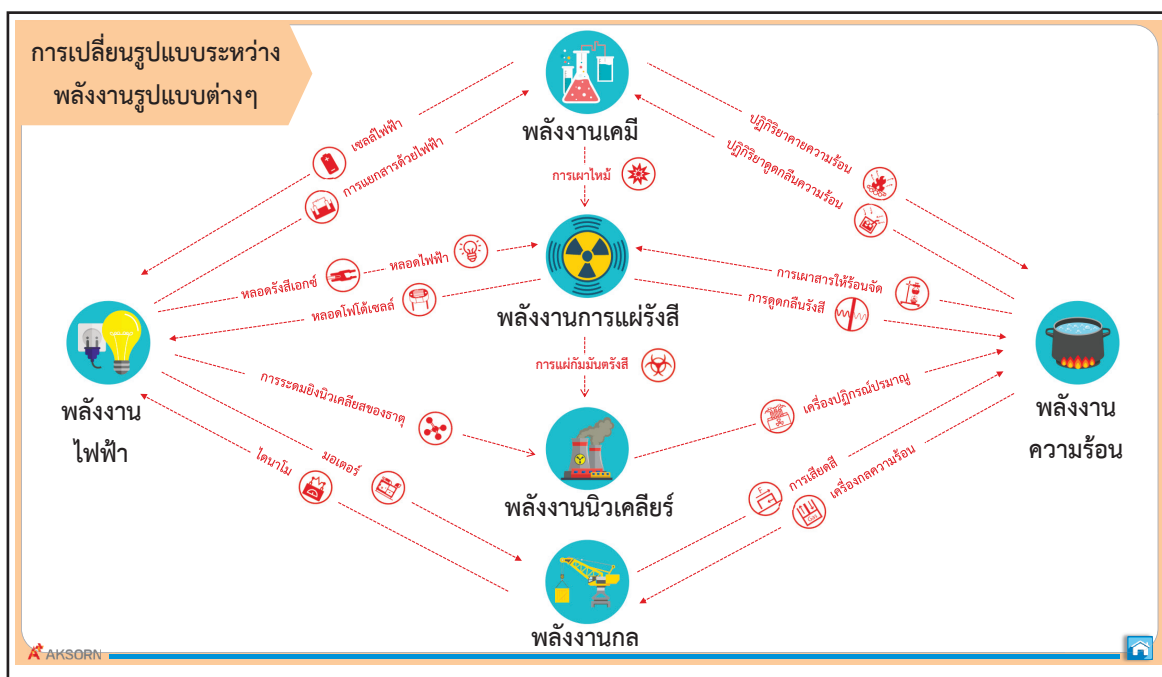 การเปลี่ยนรูปแบบระหว่าง
พลังงานรูปแบบต่างๆ
พลังงานเคมี
เซลล์ไฟฟ้า
การแยกสารด้วยไฟฟ้า
ปฏิกิริยาคายความร้อน
ปฏิกิริยาดูดกลืนความร้อน
การเผาไหม้
หลอดรังสีเอกซ์
หลอดไฟฟ้า
หลอดโฟโต้เซลล์
การเผาสารให้ร้อนจัด
การดูดกลืนรังสี
พลังงานการแผ่รังสี
การแผ่กัมมันตรังสี
พลังงาน
ไฟฟ้า
พลังงาน
ความร้อน
การระดมยิงนิวเคลียสของธาตุ
เครื่องปฏิกรณ์ปรมาณู
พลังงานนิวเคลียร์
มอเตอร์
ไดนาโม
การเสียดสี
เครื่องกลความร้อน
พลังงานกล
AKSORN